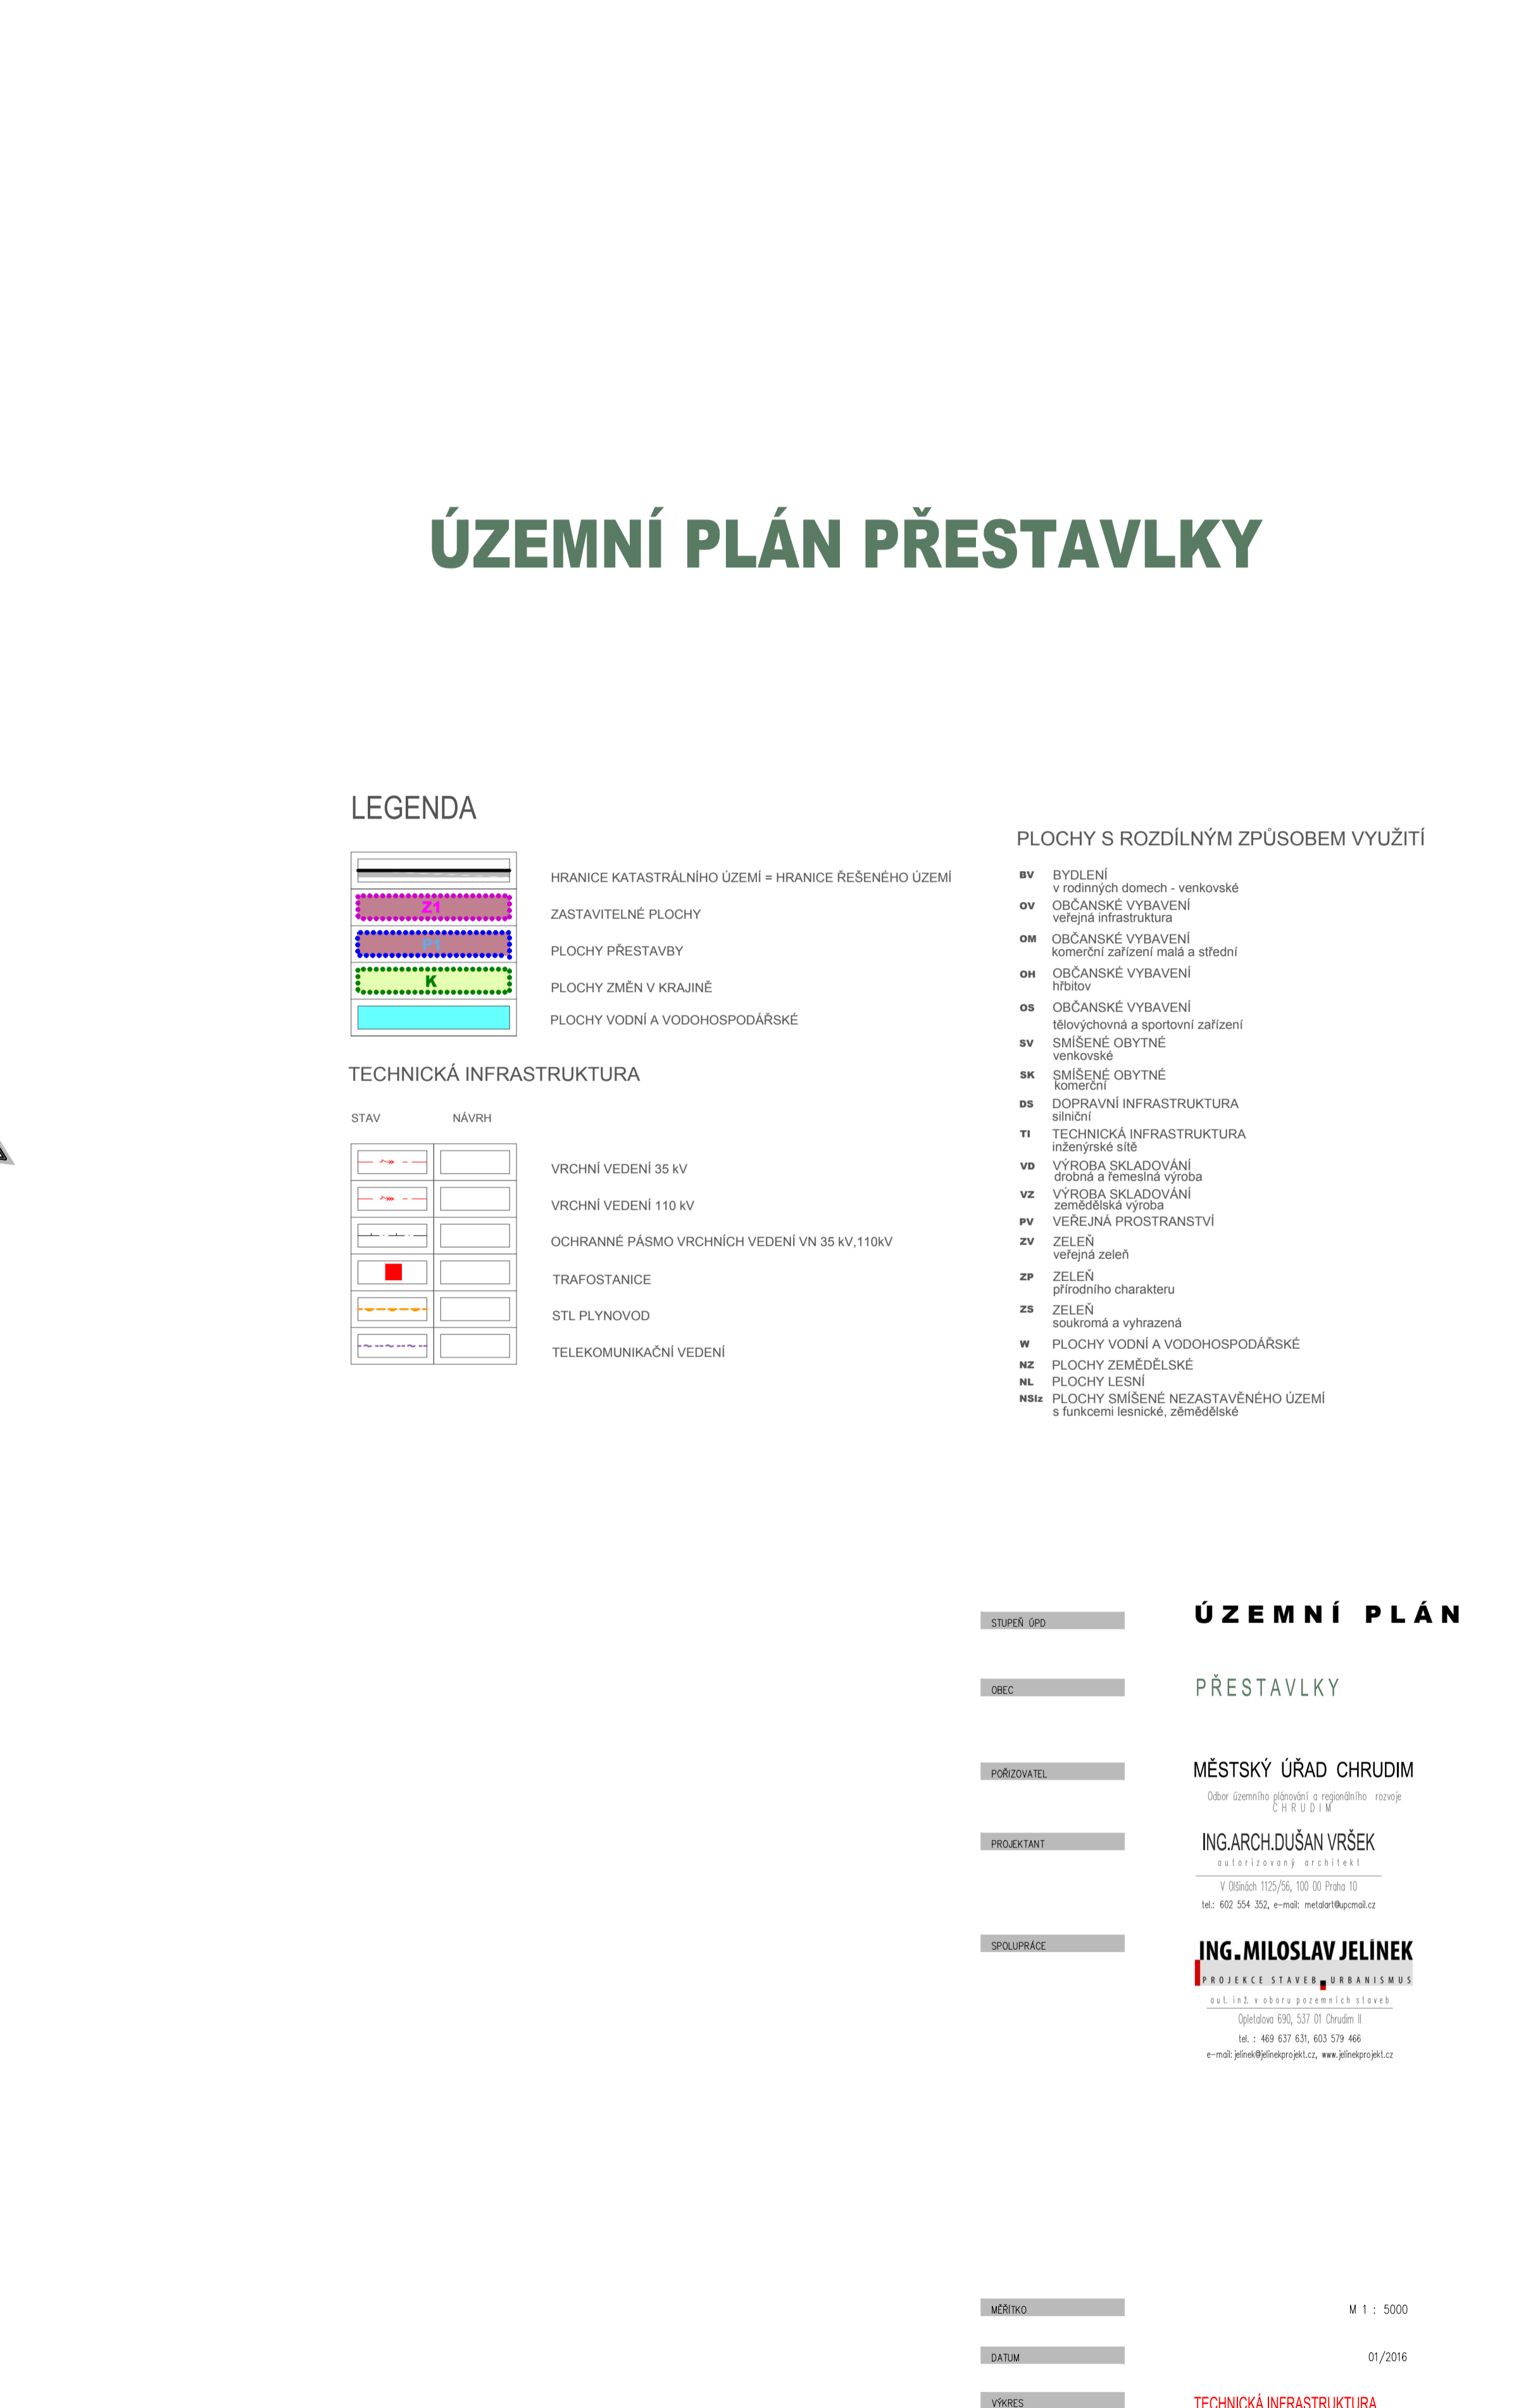 ÚZEMNÍ PLÁN PŘESTAVLKY
LEGENDA
HRANICE KATASTRÁLNÍHO ÚZEMÍ = HRANICE ŘEŠENÉHO ÚZEMÍ
Z1
ZASTAVITELNÉ PLOCHY
P1
PLOCHY PŘESTAVBY
K
PLOCHY ZMĚN V KRAJINĚ
PLOCHY VODNÍ A VODOHOSPODÁŘSKÉ
TECHNICKÁ INFRASTRUKTURA
STAV NÁVRH
VRCHNÍ VEDENÍ 35 kV
VRCHNÍ VEDENÍ 110 kV
OCHRANNÉ PÁSMO VRCHNÍCH VEDENÍ VN 35 kV,110kV
TRAFOSTANICE
STL PLYNOVOD
TELEKOMUNIKAČNÍ VEDENÍ
PLOCHY S ROZDÍLNÝM ZPŮSOBEM VYUŽITÍ
BV BYDLENÍ
v rodinných domech - venkovské
OV OBČANSKÉ VYBAVENÍ
veřejná infrastruktura
OM OBČANSKÉ VYBAVENÍ
komerční zařízení malá a střední
OH OBČANSKÉ VYBAVENÍ
hřbitov
OS OBČANSKÉ VYBAVENÍ
tělovýchovná a sportovní zařízení
SV SMÍŠENÉ OBYTNÉ
venkovské
SK SMÍŠENÉ OBYTNÉ
komerční
DS DOPRAVNÍ INFRASTRUKTURA
silniční
TI TECHNICKÁ INFRASTRUKTURA
inženýrské sítě
VD VÝROBA SKLADOVÁNÍ
drobná a řemeslná výroba
VZ VÝROBA SKLADOVÁNÍ
zemědělská výroba
PV VEŘEJNÁ PROSTRANSTVÍ
ZV ZELEŇ
veřejná zeleň
ZP ZELEŇ
přírodního charakteru
ZS ZELEŇ
soukromá a vyhrazená
W PLOCHY VODNÍ A VODOHOSPODÁŘSKÉ
NZ PLOCHY ZEMĚDĚLSKÉ
NL PLOCHY LESNÍ
NSlz PLOCHY SMÍŠENÉ NEZASTAVĚNÉHO ÚZEMÍ
s funkcemi lesnické, zěmědělské
STUPEŇ ÚPD ÚZEMNÍ PLÁN
OBEC PŘESTAVLKY
POŘIZOVATEL MĚSTSKÝ ÚŘAD CHRUDIM
Odbor územního plánování a regionálního rozvoje
CHRUDIM
PROJEKTANT ING.ARCH.DUŠAN VRŠEK
autorizovaný architekt
V Olšinách 1125/56, 100 00 Praha 10
tel.: 602 554 352, e-mail: metalart@upcmail.cz
SPOLUPRÁCE ING.MILOSLAV JELÍNEK
PROJEKCE STAVEB URBANISMUS
aut. inž. v oboru pozemních staveb
Opletalova 690, 537 01 Chrudim II
tel. : 469 637 631, 603 579 466
e-mail: jelinek@jelinekprojekt.cz, www.jelinekprojekt.cz
MĚŘÍTKO M 1 : 5000
DATUM 01/2016
VÝKRES TECHNICKÁ INFRASTRUKTURA